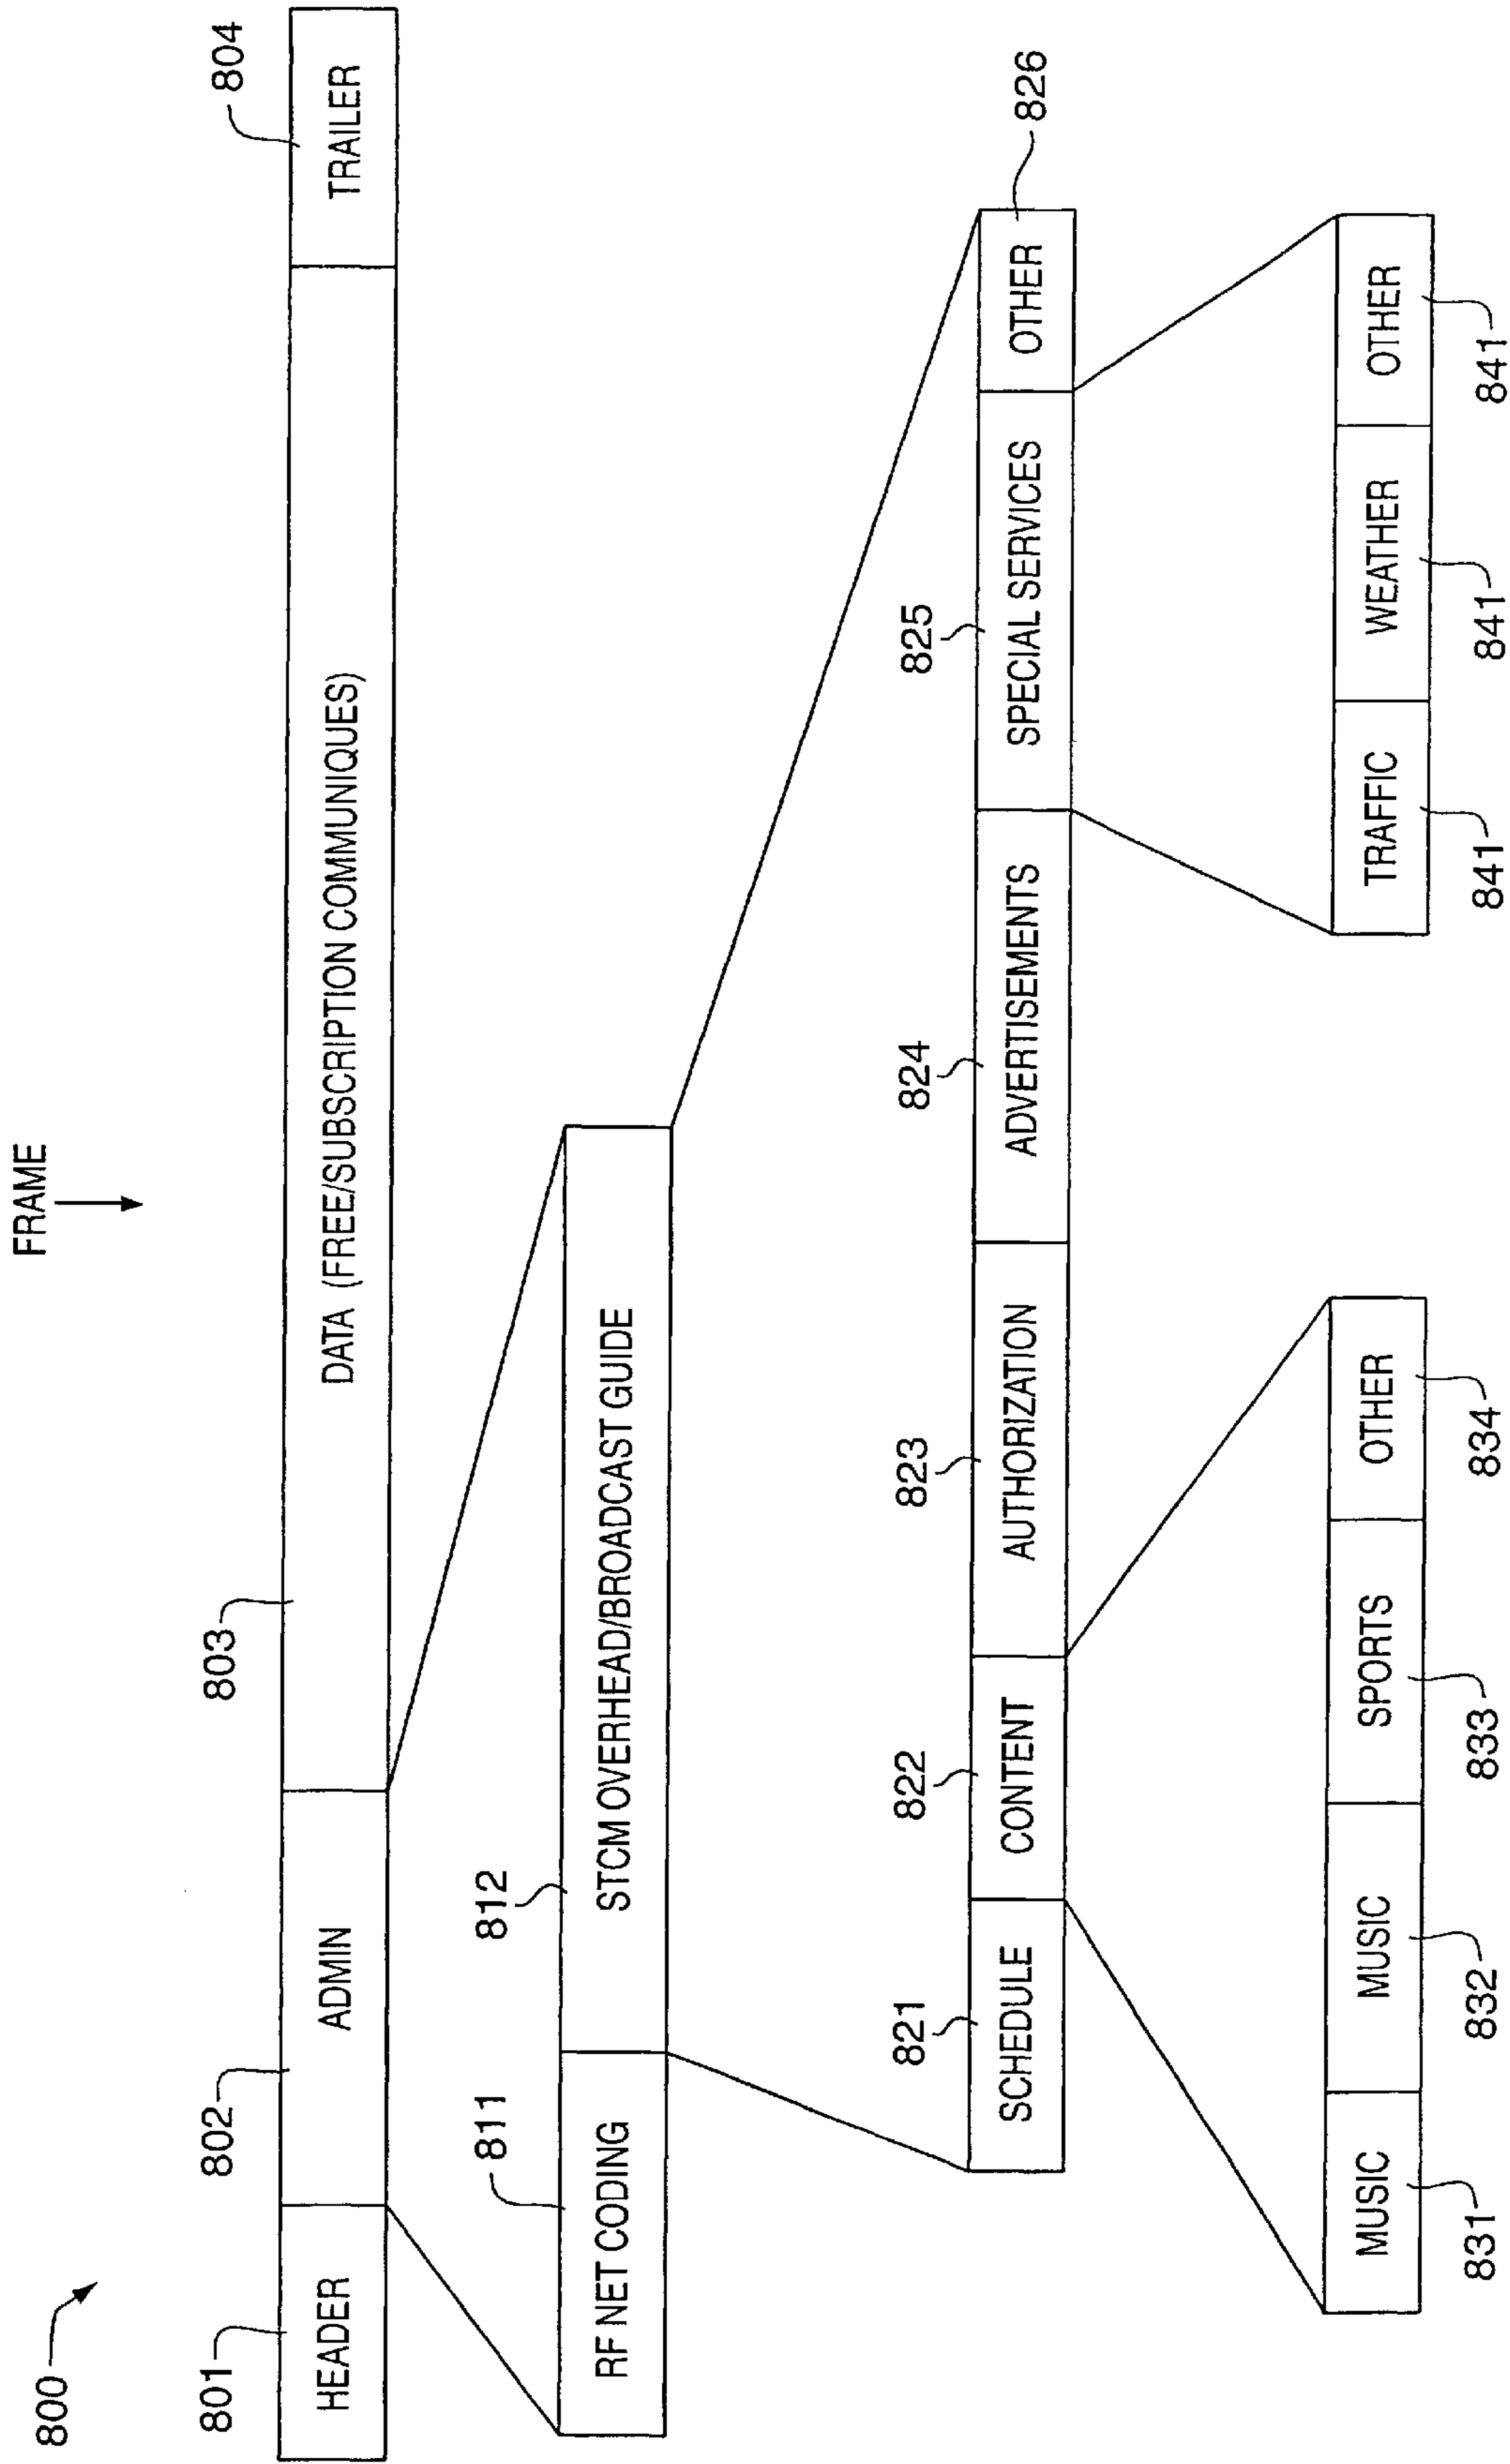 FRAME
800
801
802
803
804
HEADER
ADMIN
DATA (FREE/SUBSCRIPTION COMMUNIQUES)
TRAILER
811
812
RF NET CODING
STCM OVERHEAD/BROADCAST GUIDE
821
822
823
824
825
826
SCHEDULE
CONTENT
AUTHORIZATION
ADVERTISEMENTS
SPECIAL SERVICES
OTHER
MUSIC
MUSIC
SPORTS
OTHER
TRAFFIC
WEATHER
OTHER
831
832
833
834
841
841
841